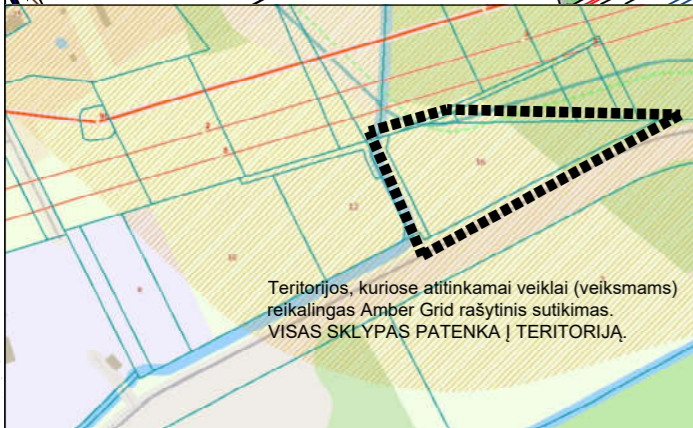 Teritorijos, kuriose atitinkamai veiklai (veiksmams)
reikalingas Amber Grid rašytinis sutikimas.
VISAS SKLYPAS PATENKA Į TERITORIJĄ.